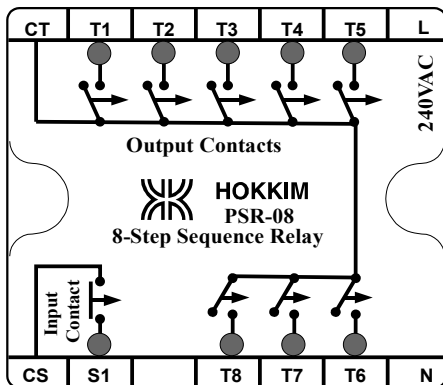 CT T1 T2 T3 T4 T5 L
240VAC
Output Contacts
HOKKIM
PSR-08
8-Step Sequence Relay
Input
Contact
CS S1 T8 T7 T6 N